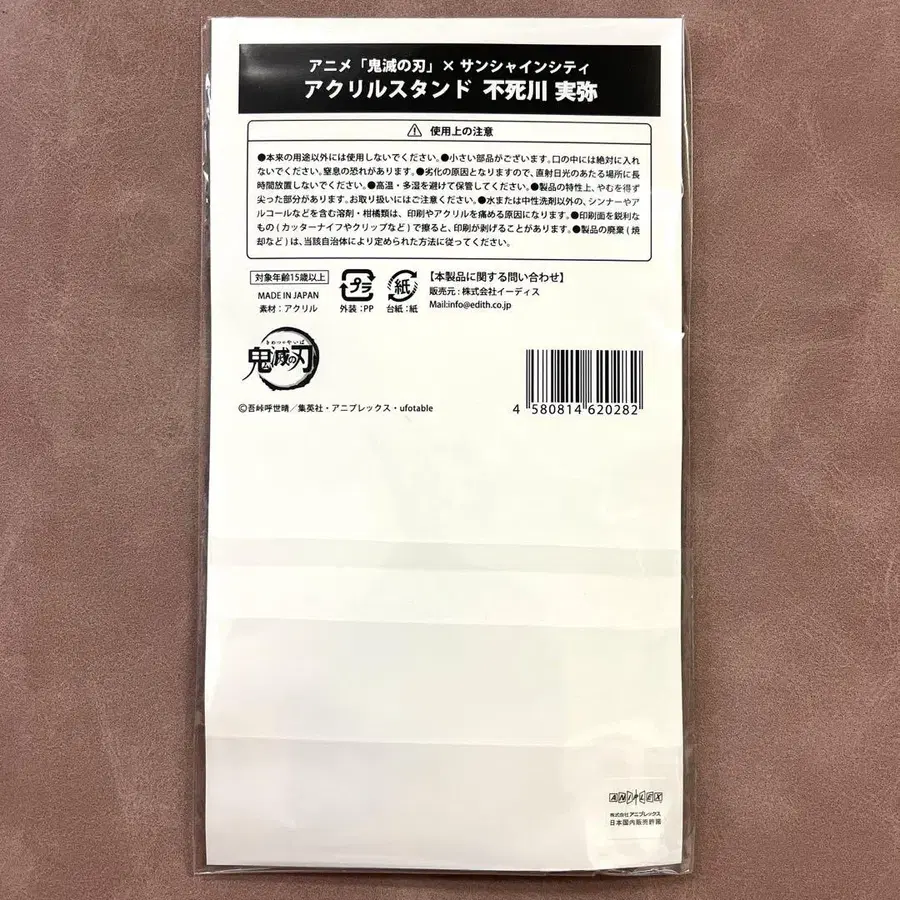 アニメ「鬼滅の刃」× サンシャインシティ
アクリルスタンド 不死川 実弥
使用上の注意
●本来の用途以外には使用しないでください。●小さい部品がございます。口の中には絶対に入れ
ないでください。窒息の恐れがあります。●劣化の原因となりますので、直射日光のあたる場所に長
時間放置しないでください。●高温・多湿を避けて保管してください。●製品の特性上、やむを得ず
尖った部分があります。お取り扱いにはご注意ください。●水または中性洗剤以外の、シンナーやア
ルコールなどを含む溶剤・柑橘類は、印刷やアクリルを痛める原因になります。●印刷面を鋭利な
もの(カッターナイフやクリップなど)で擦ると、印刷が剥げることがあります。●製品の廃棄(焼
却など)は、当該自治体により定められた方法に従ってください。
対象年齢15歳以上
MADE IN JAPAN
素材:アクリル
プラ
外装:PP
紙
台紙:紙
【本製品に関する問い合わせ】
販売元:株式会社イーディス
Mail:info@edith.co.jp
きめつのやいば
鬼滅の刃
©吾峠呼世晴/集英社・アニプレックス・ufotable
4 580814 620282
ANIPLEX
株式会社アニプレックス
日本国内販売許諾